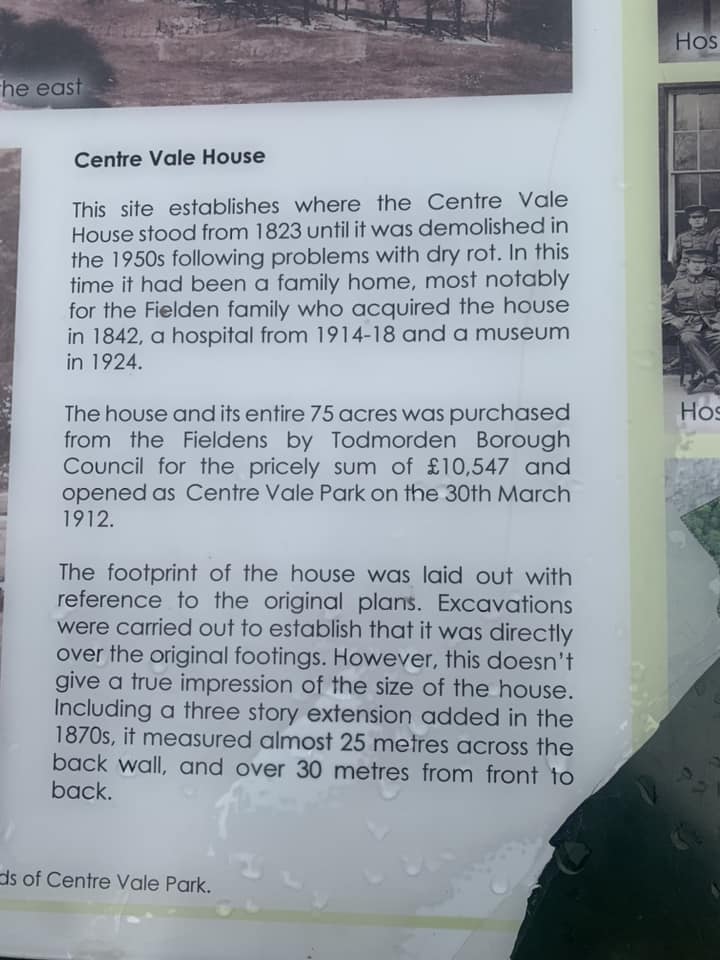 the east
Hos
Centre Vale House
This site establishes where the Centre Vale
House stood from 1823 until it was demolished in
the 1950s following problems with dry rot. In this
time it had been a family home, most notably
for the Fielden family who acquired the house
in 1842, a hospital from 1914-18 and a museum
in 1924.
Hos
The house and its entire 75 acres was purchased
from the Fieldens by Todmorden Borough
Council for the pricely sum of £10,547 and
opened as Centre Vale Park on the 30th March
1912.
The footprint of the house was laid out with
reference to the original plans. Excavations
were carried out to establish that it was directly
over the original footings. However, this doesn't
give a true impression of the size of the house.
Including a three story extension added in the
1870s, it measured almost 25 metres across the
back wall, and over 30 metres from front to
back.
ds of Centre Vale Park.